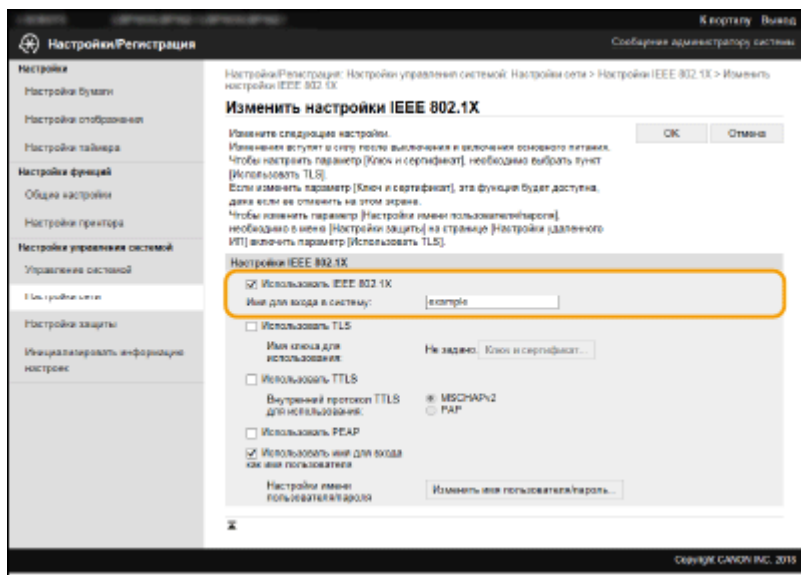 К порталу Выход
Настройки/Регистрация
Сообщение администратору системы
Настройки
Настройки бумаги
Настройки отображения
Настройки таймера
Настройки функций
Общие настройки
Настройки принтера
Настройки управления системой
Управление системой
Настройки сети
Настройки защиты
Инициализировать информацию
настроек
Настройки/Регистрация: Настройки управления системой: Настройки сети > Настройки IEEE 802.1X > Изменить
настройки IEEE 802.1X
Изменить настройки IEEE 802.1X
Измените следующие настройки.
Изменения вступят в силу после выключения и включения основного питания.
Чтобы настроить параметр [Ключ и сертификат], необходимо выбрать пункт
[Использовать TLS].
Если изменить параметр [Ключ и сертификат], эта функция будет доступна,
даже если ее отменить на этом экране.
Чтобы изменить параметр [Настройки имени пользователя/пароля],
необходимо в меню [Настройки защиты] на странице [Настройки удаленного
ИП] включить параметр [Использовать TLS].
OK Отмена
Настройки IEEE 802.1X
Использовать IEEE 802.1X
Имя для входа в систему: example
Использовать TLS
Имя ключа для
использования: Не задано. Ключ и сертификат...
Использовать TTLS
Внутренний протокол TTLS
для использования: MSCHAPv2
PAP
Использовать PEAP
Использовать имя для входа
как имя пользователя
Настройки имени
пользователя/пароля Изменить имя пользователя/пароль...
Copyright CANON INC. 2018